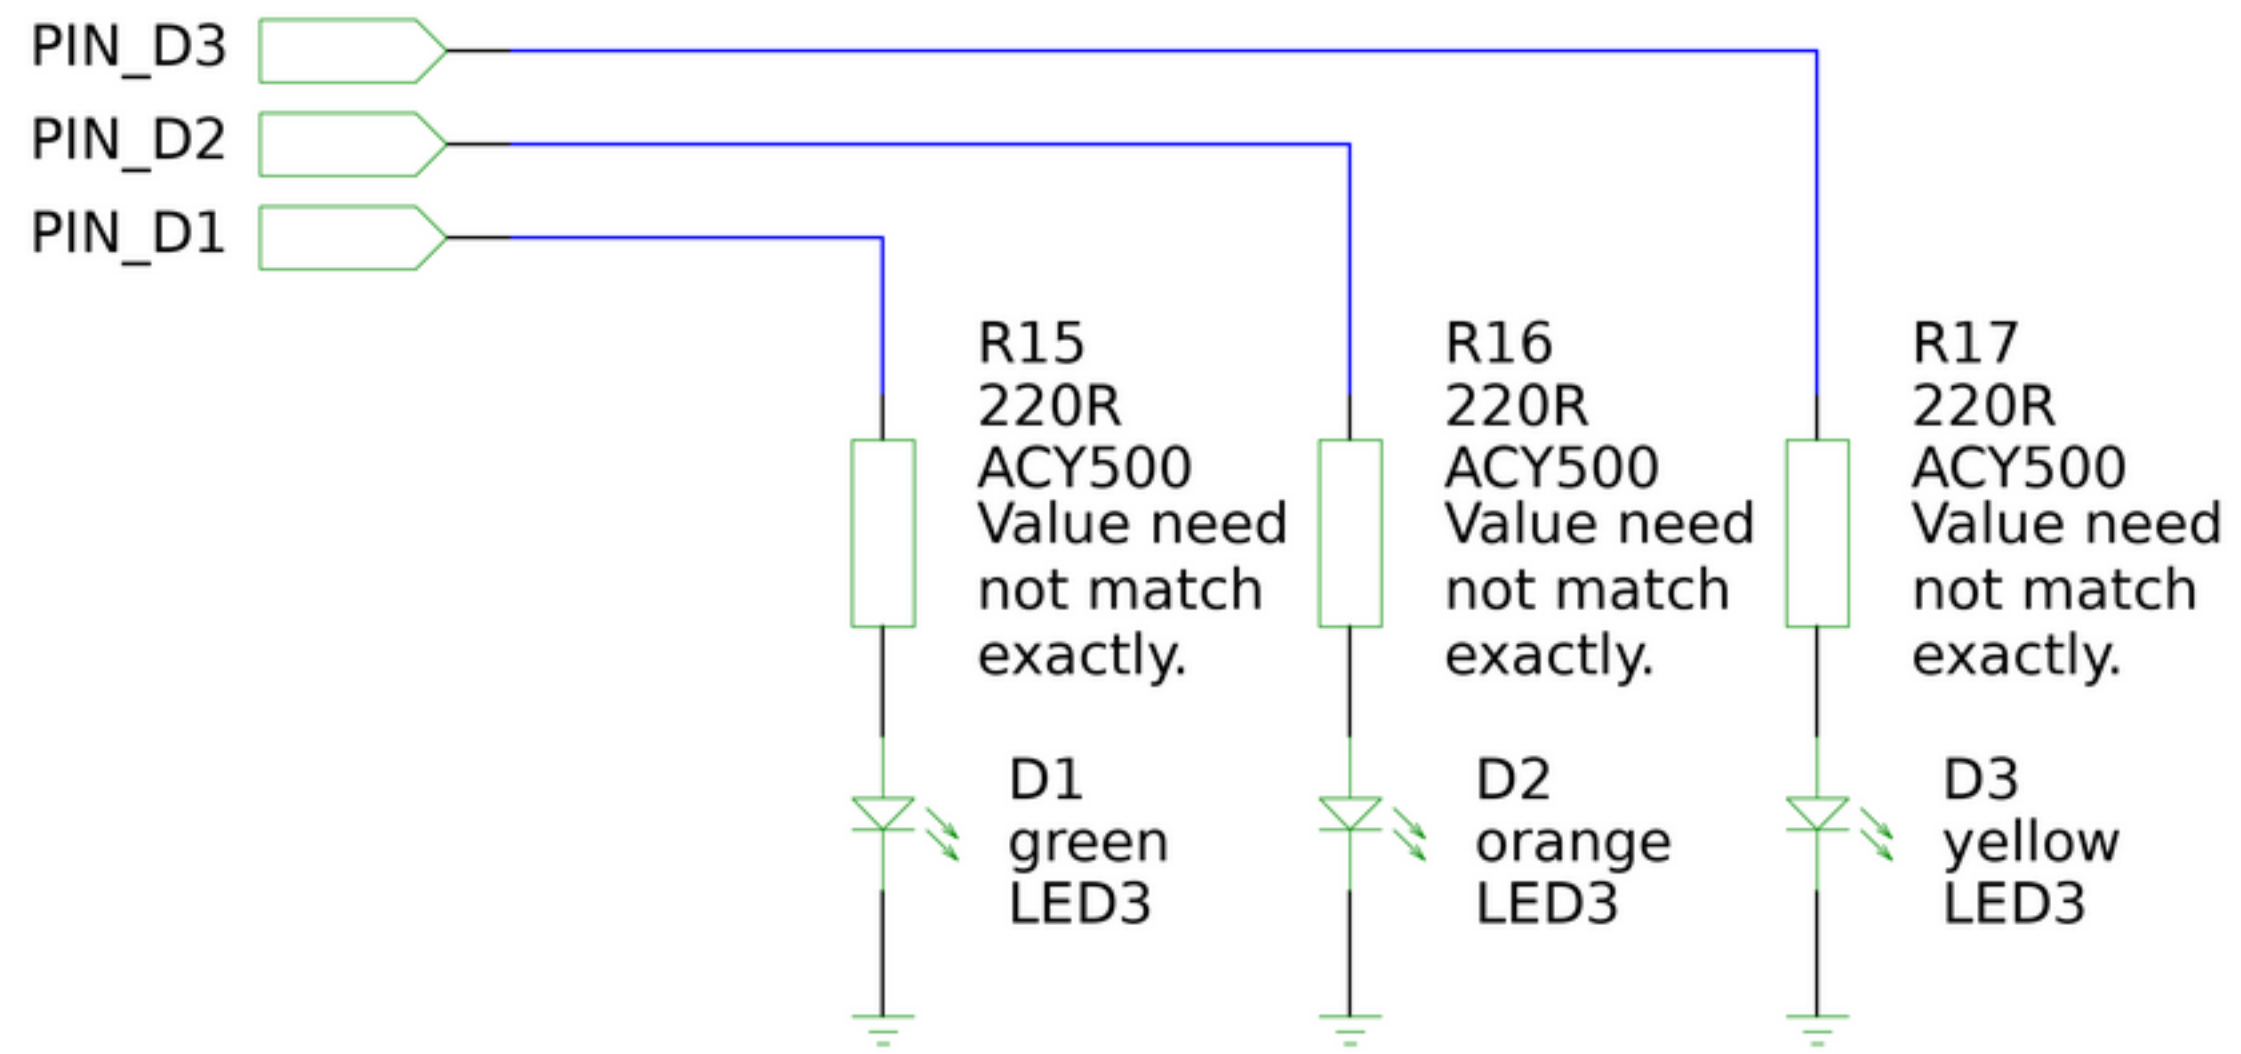 PIN_D3
PIN_D2
PIN_D1
R15
220R
ACY500
Value need
not match
exactly.
R16
220R
ACY500
Value need
not match
exactly.
R17
220R
ACY500
Value need
not match
exactly.
D1
green
LED3
D2
orange
LED3
D3
yellow
LED3